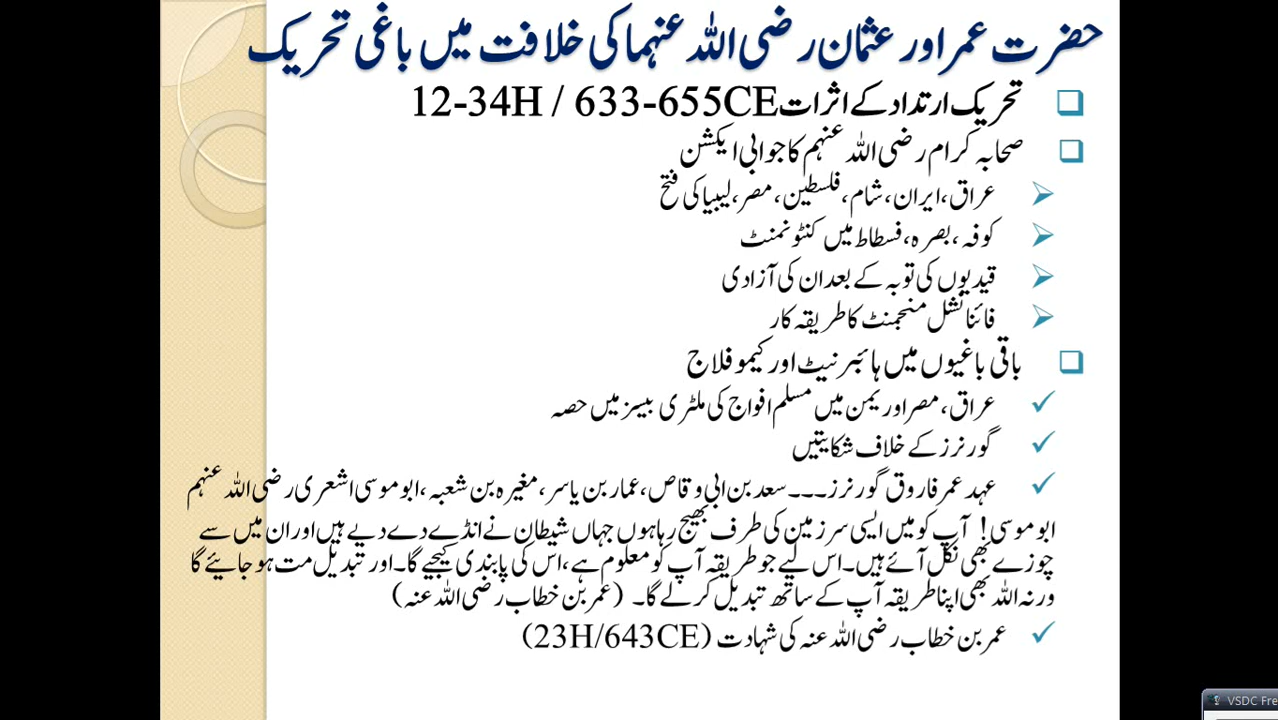 حضرت عمر اور عثمان رضی اللہ عنہما کی خلافت میں باغی تحریک
تحریک ارتداد کے اثرات 12-34H / 633-655CE
صحابہ کرام رضی اللہ عنہم کا جوابی ایکشن
عراق، ایران، شام، فلسطین، مصر، لیبیا کی فتح
کوفہ، بصرہ، فسطاط میں کنٹونمنٹ
قیدیوں کی توبہ کے بعد ان کی آزادی
فائنانشل منجمنٹ کا طریقہ کار
باقی باغیوں میں ہائبرنیٹ اور کیموفلاج
عراق، مصر اور یمن میں مسلم افواج کی ملٹری بیسز میں حصہ
گورنرز کے خلاف شکایتیں
عہد عمر فاروق گورنرز۔۔۔ سعد بن ابی وقاص، عمار بن یاسر، مغیرہ بن شعبہ، ابو موسی اشعری رضی اللہ عنہم
ابو موسی! آپ کو میں ایسی سرزمین کی طرف بھیج رہا ہوں جہاں شیطان نے انڈے دے دیے ہیں اور ان میں سے
چوزے بھی نکل آئے ہیں۔ اس لیے جو طریقہ آپ کو معلوم ہے، اس کی پابندی کیجیے گا۔ اور تبدیل مت ہو جائیے گا
ورنہ اللہ بھی اپنا طریقہ آپ کے ساتھ تبدیل کر لے گا۔ (عمر بن خطاب رضی اللہ عنہ)
عمر بن خطاب رضی اللہ عنہ کی شہادت (23H/643CE)
VSDC Fre